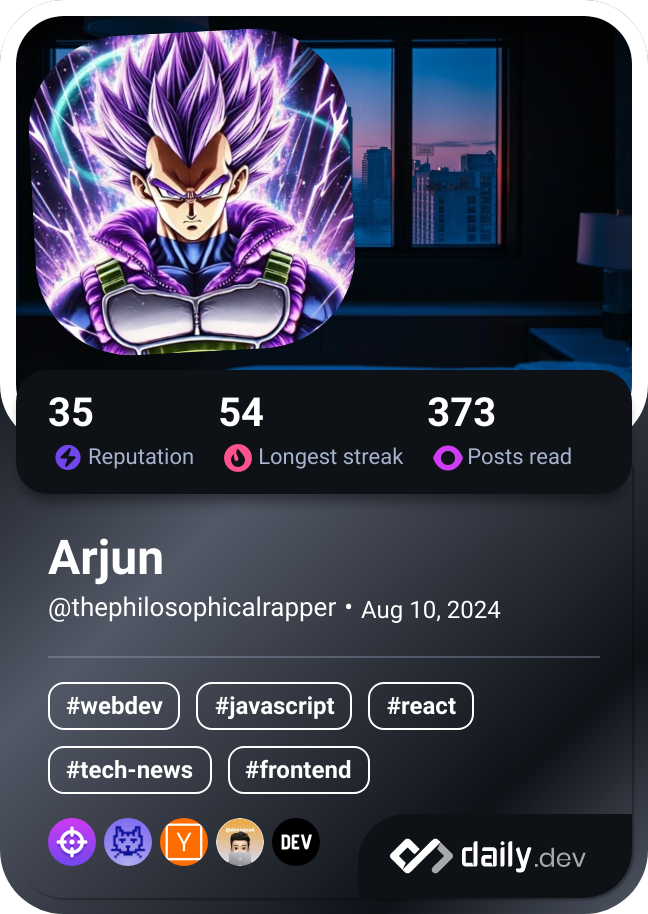 35 54 373
Reputation Longest streak Posts read
Arjun
@thephilosophicalrapper • Aug 10, 2024
#webdev #javascript #react
#tech-news #frontend
Y DEV
daily.dev